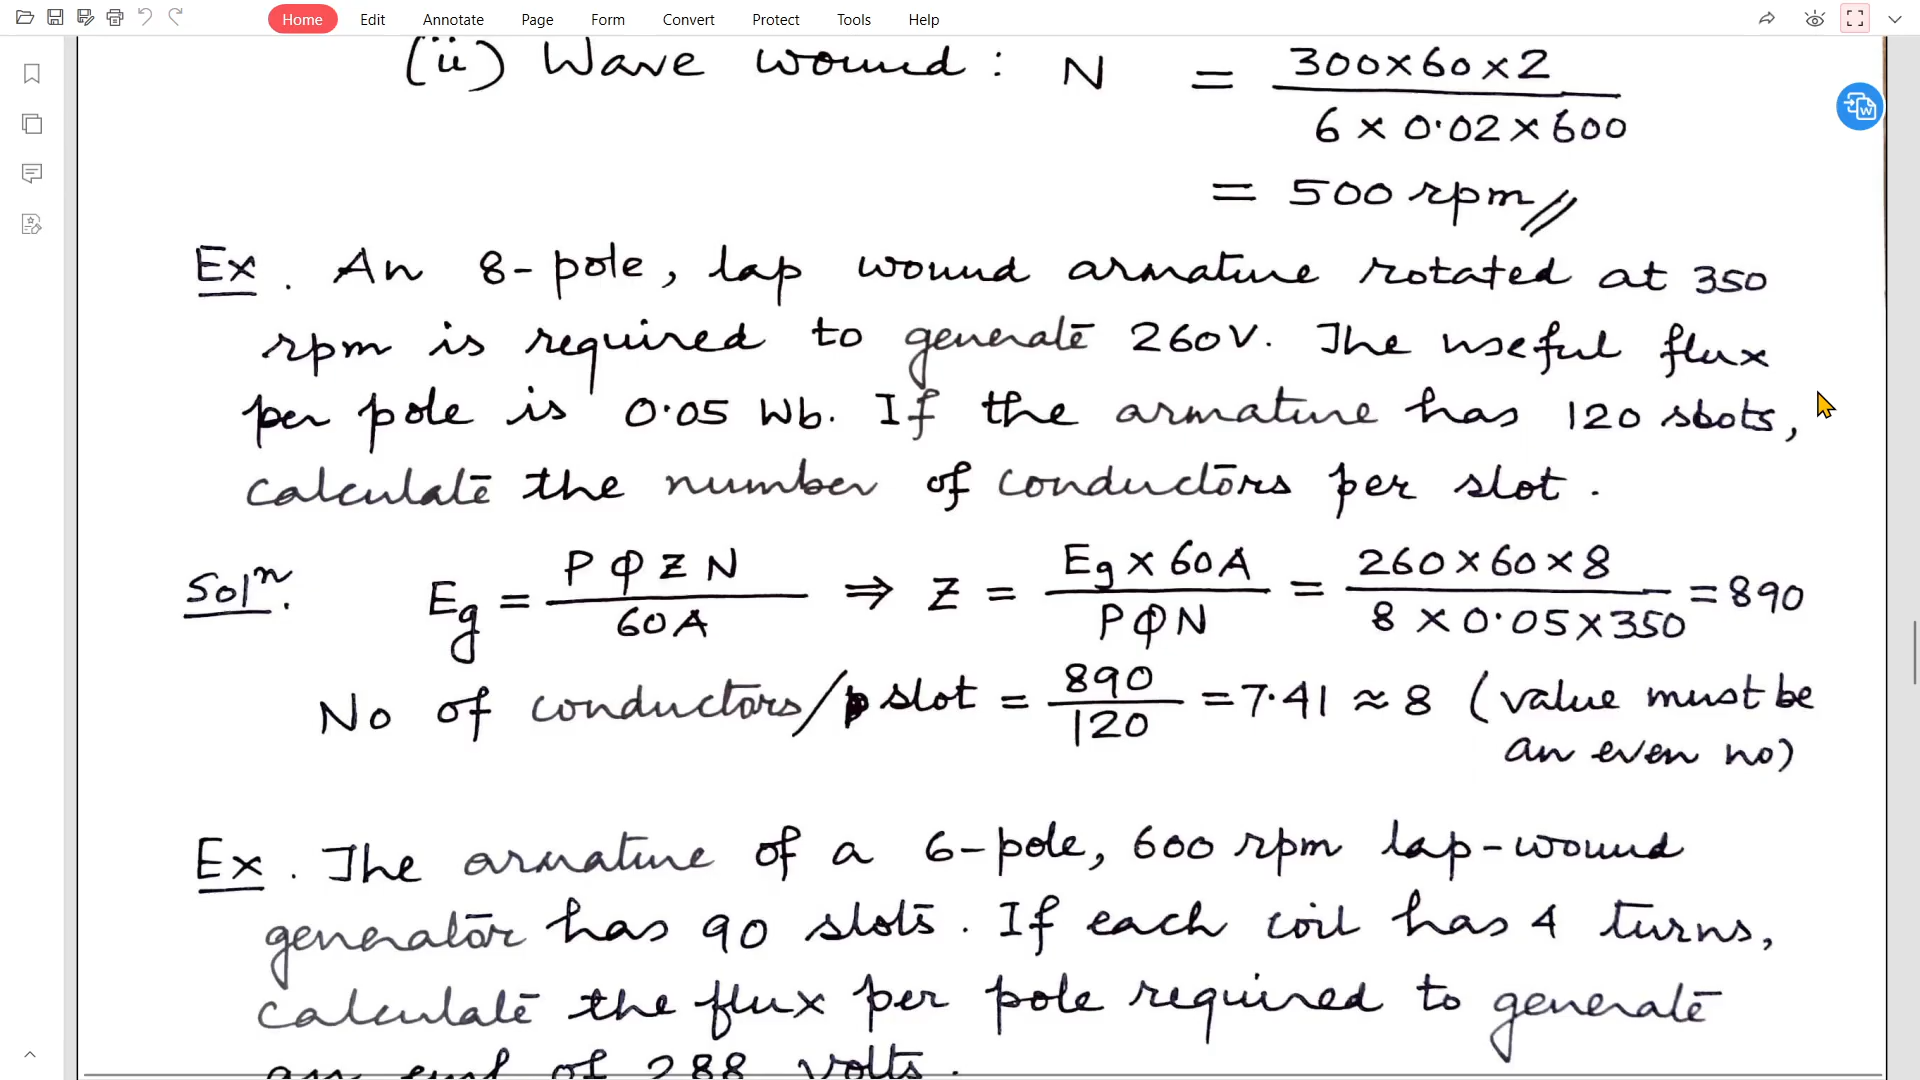 Home Edit Annotate Page Form Convert Protect Tools Help
(ii) Wave wound : N = 300×60×2 / 6 × 0.02 × 600
= 500 rpm //
Ex. An 8-pole, lap wound armature rotated at 350
rpm is required to generate 260V. The useful flux
per pole is 0.05 Wb. If the armature has 120 slots,
calculate the number of conductors per slot.
Solⁿ. Eg = PΦZN / 60A ⇒ Z = Eg × 60A / PΦN = 260×60×8 / 8 × 0.05×350 = 890
No of conductors/slot = 890/120 = 7.41 ≈ 8 (value must be
an even no)
Ex. The armature of a 6-pole, 600 rpm lap-wound
generator has 90 slots. If each coil has 4 turns,
calculate the flux per pole required to generate
an emf of 288 volts.